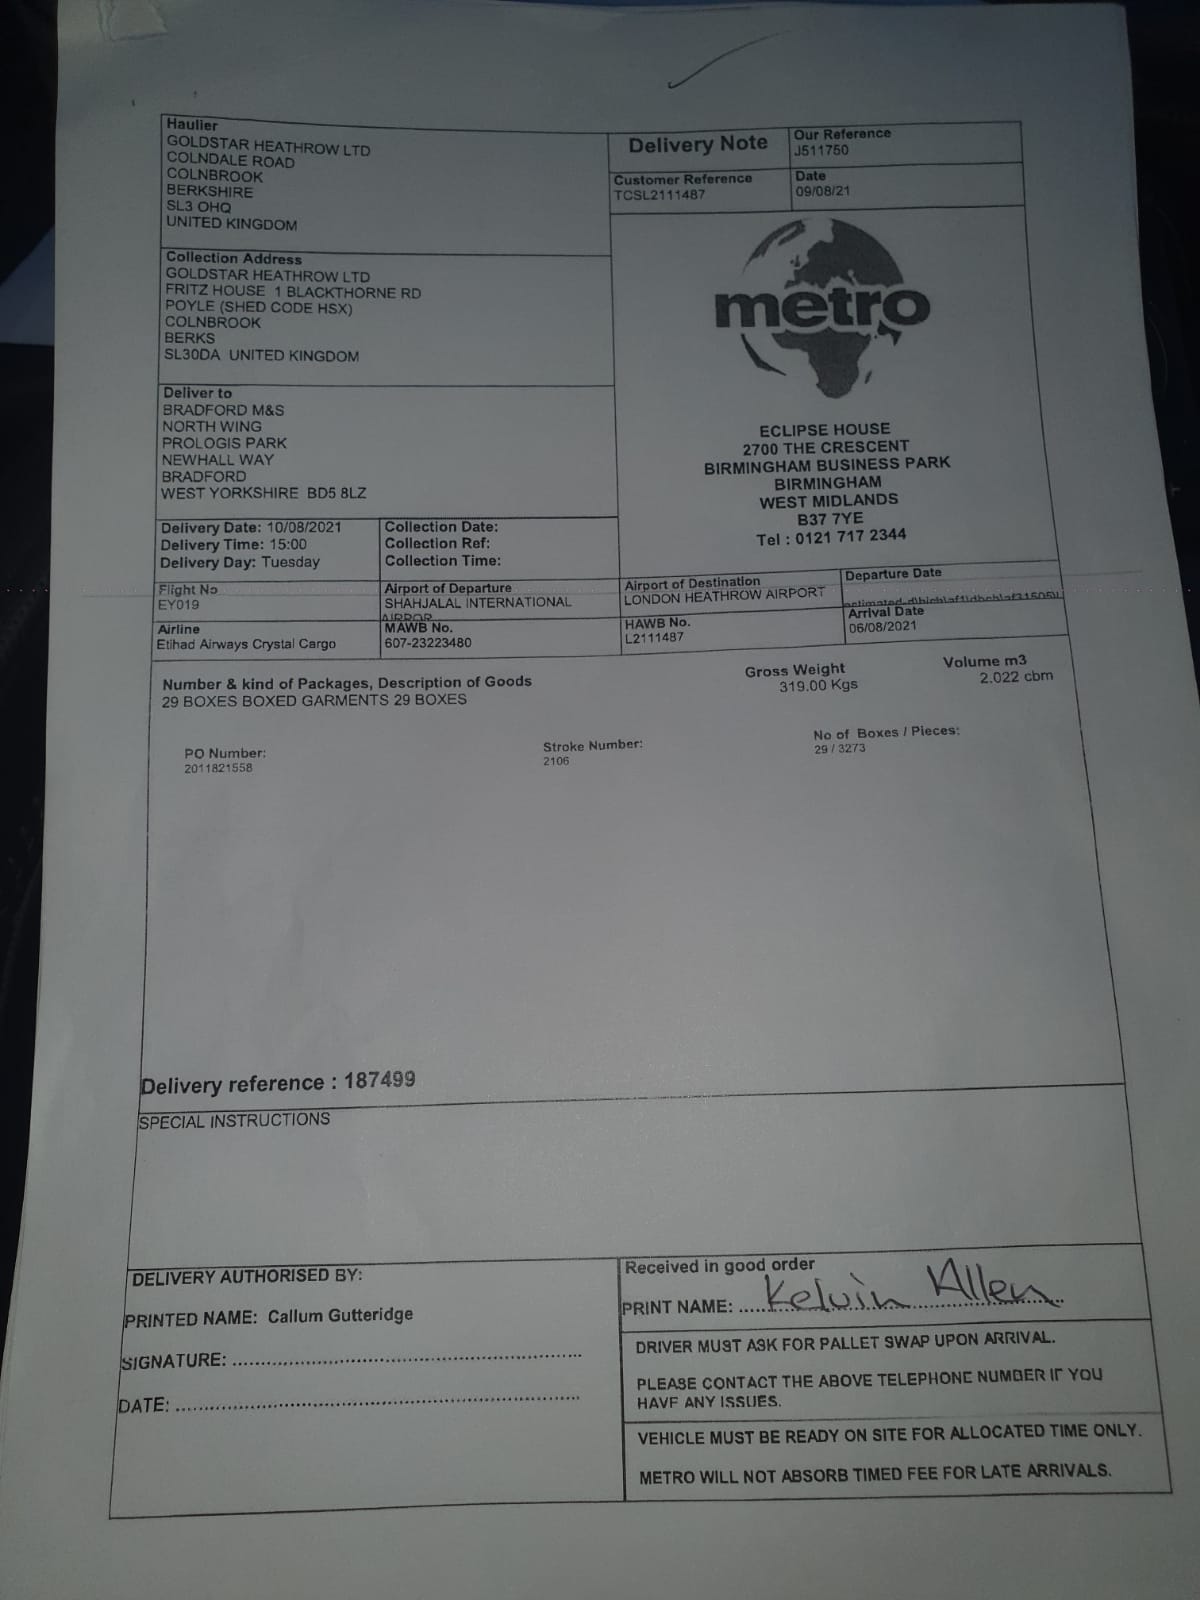 Haulier
GOLDSTAR HEATHROW LTD
COLNDALE ROAD
COLNBROOK
BERKSHIRE
SL3 OHQ
UNITED KINGDOM
Delivery Note
Our Reference
J511750
Customer Reference
TCSL2111487
Date
09/08/21
Collection Address
GOLDSTAR HEATHROW LTD
FRITZ HOUSE 1 BLACKTHORNE RD
POYLE (SHED CODE HSX)
COLNBROOK
BERKS
SL30DA UNITED KINGDOM
metro
Deliver to
BRADFORD M&S
NORTH WING
PROLOGIS PARK
NEWHALL WAY
BRADFORD
WEST YORKSHIRE BD5 8LZ
ECLIPSE HOUSE
2700 THE CRESCENT
BIRMINGHAM BUSINESS PARK
BIRMINGHAM
WEST MIDLANDS
B37 7YE
Tel : 0121 717 2344
Delivery Date: 10/08/2021
Delivery Time: 15:00
Delivery Day: Tuesday
Collection Date:
Collection Ref:
Collection Time:
Flight No
EY019
Airport of Departure
SHAHJALAL INTERNATIONAL
Airport of Destination
LONDON HEATHROW AIRPORT
Departure Date
Airline
Etihad Airways Crystal Cargo
MAWB No.
607-23223480
HAWB No.
L2111487
Arrival Date
06/08/2021
Number & kind of Packages, Description of Goods
29 BOXES BOXED GARMENTS 29 BOXES
Gross Weight
319.00 Kgs
Volume m3
2.022 cbm
PO Number:
2011821558
Stroke Number:
2106
No of Boxes / Pieces:
29 / 3273
Delivery reference : 187499
SPECIAL INSTRUCTIONS
DELIVERY AUTHORISED BY:
PRINTED NAME: Callum Gutteridge
SIGNATURE: ....................................................
DATE: ............................................................
Received in good order
PRINT NAME: ..... Kelvin Allen
DRIVER MUST ASK FOR PALLET SWAP UPON ARRIVAL.
PLEASE CONTACT THE ABOVE TELEPHONE NUMBER IF YOU
HAVE ANY ISSUES.
VEHICLE MUST BE READY ON SITE FOR ALLOCATED TIME ONLY.
METRO WILL NOT ABSORB TIMED FEE FOR LATE ARRIVALS.